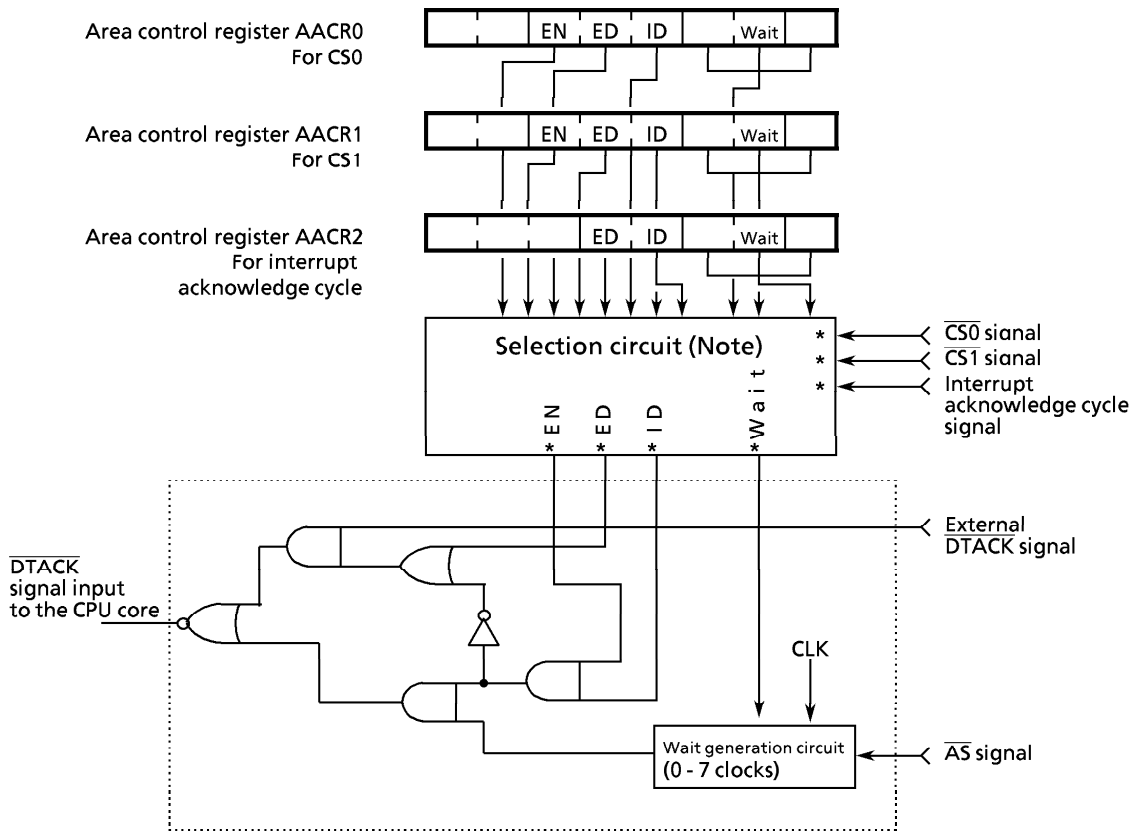 Area control register AACR0
For CS0
EN ED ID Wait
Area control register AACR1
For CS1
EN ED ID Wait
Area control register AACR2
For interrupt
acknowledge cycle
ED ID Wait
Selection circuit (Note)
*
*
*
CS0 signal
CS1 signal
Interrupt
acknowledge cycle
signal
*EN
*ED
*ID
*Wait
External
DTACK signal
DTACK
signal input
to the CPU core
CLK
Wait generation circuit
(0 - 7 clocks)
AS signal